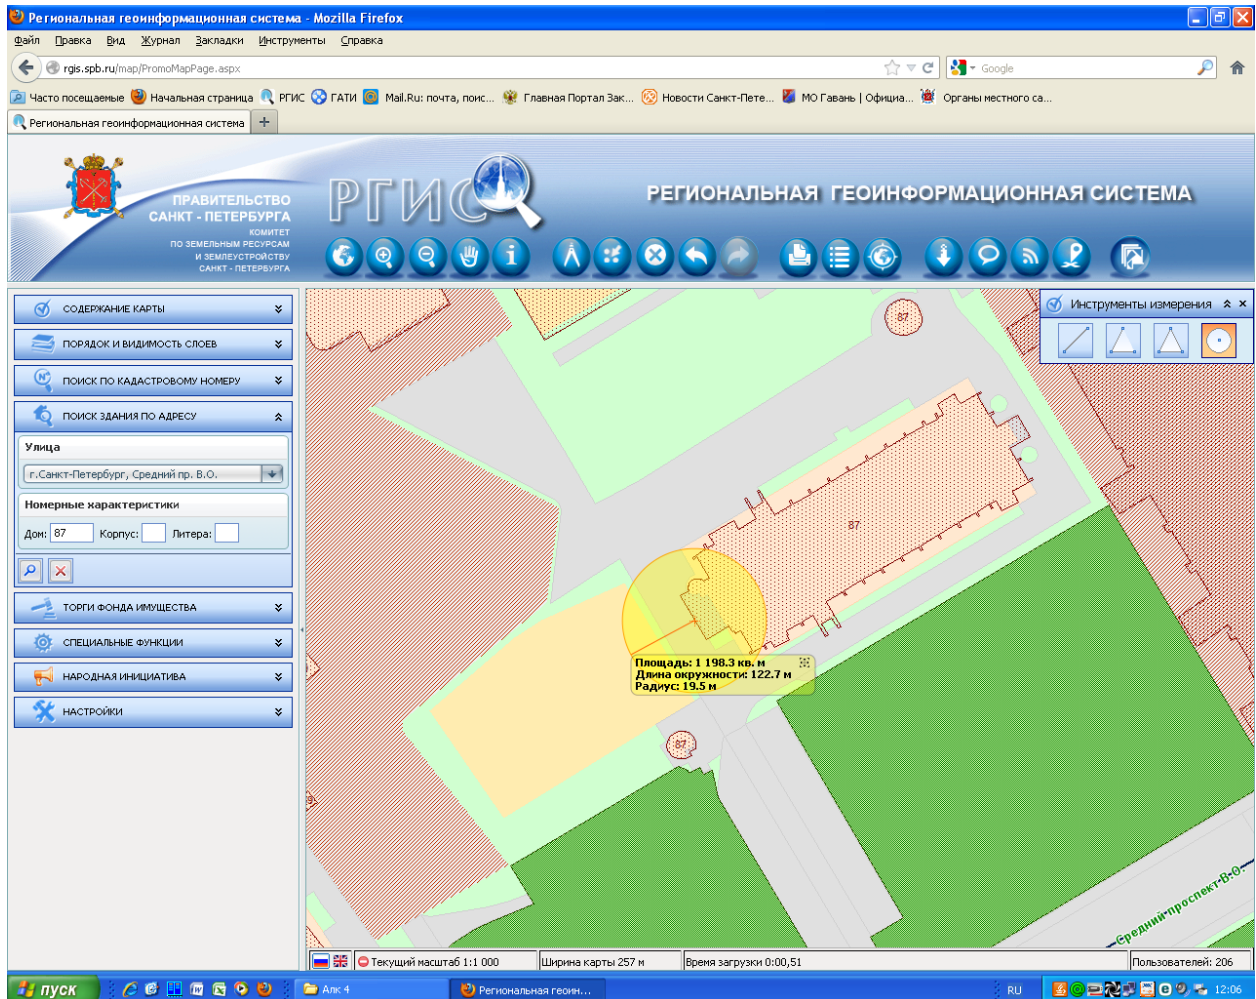 Региональная геоинформационная система - Mozilla Firefox
Файл Правка Вид Журнал Закладки Инструменты Справка
rgis.spb.ru/map/PromoMapPage.aspx
Google
Часто посещаемые Начальная страница РГИС ГАТИ Mail.Ru: почта, поис... Главная Портал Зак... Новости Санкт-Пете... МО Гавань | Официа... Органы местного са...
Региональная геоинформационная система +
ПРАВИТЕЛЬСТВО
САНКТ - ПЕТЕРБУРГА
КОМИТЕТ
ПО ЗЕМЕЛЬНЫМ РЕСУРСАМ
И ЗЕМЛЕУСТРОЙСТВУ
САНКТ - ПЕТЕРБУРГА
РГИС
РЕГИОНАЛЬНАЯ ГЕОИНФОРМАЦИОННАЯ СИСТЕМА
СОДЕРЖАНИЕ КАРТЫ
ПОРЯДОК И ВИДИМОСТЬ СЛОЕВ
ПОИСК ПО КАДАСТРОВОМУ НОМЕРУ
ПОИСК ЗДАНИЯ ПО АДРЕСУ
Улица
г.Санкт-Петербург, Средний пр. В.О.
Номерные характеристики
Дом: 87 Корпус: Литера:
ТОРГИ ФОНДА ИМУЩЕСТВА
СПЕЦИАЛЬНЫЕ ФУНКЦИИ
НАРОДНАЯ ИНИЦИАТИВА
НАСТРОЙКИ
Инструменты измерения
87
87
Площадь: 1 198.3 кв. м
Длина окружности: 122.7 м
Радиус: 19.5 м
87
Средний проспект В.О.
Текущий масштаб 1:1 000
Ширина карты 257 м
Время загрузки 0:00,51
Пользователей: 206
пуск
Алк 4
Региональная геоин...
RU
12:06